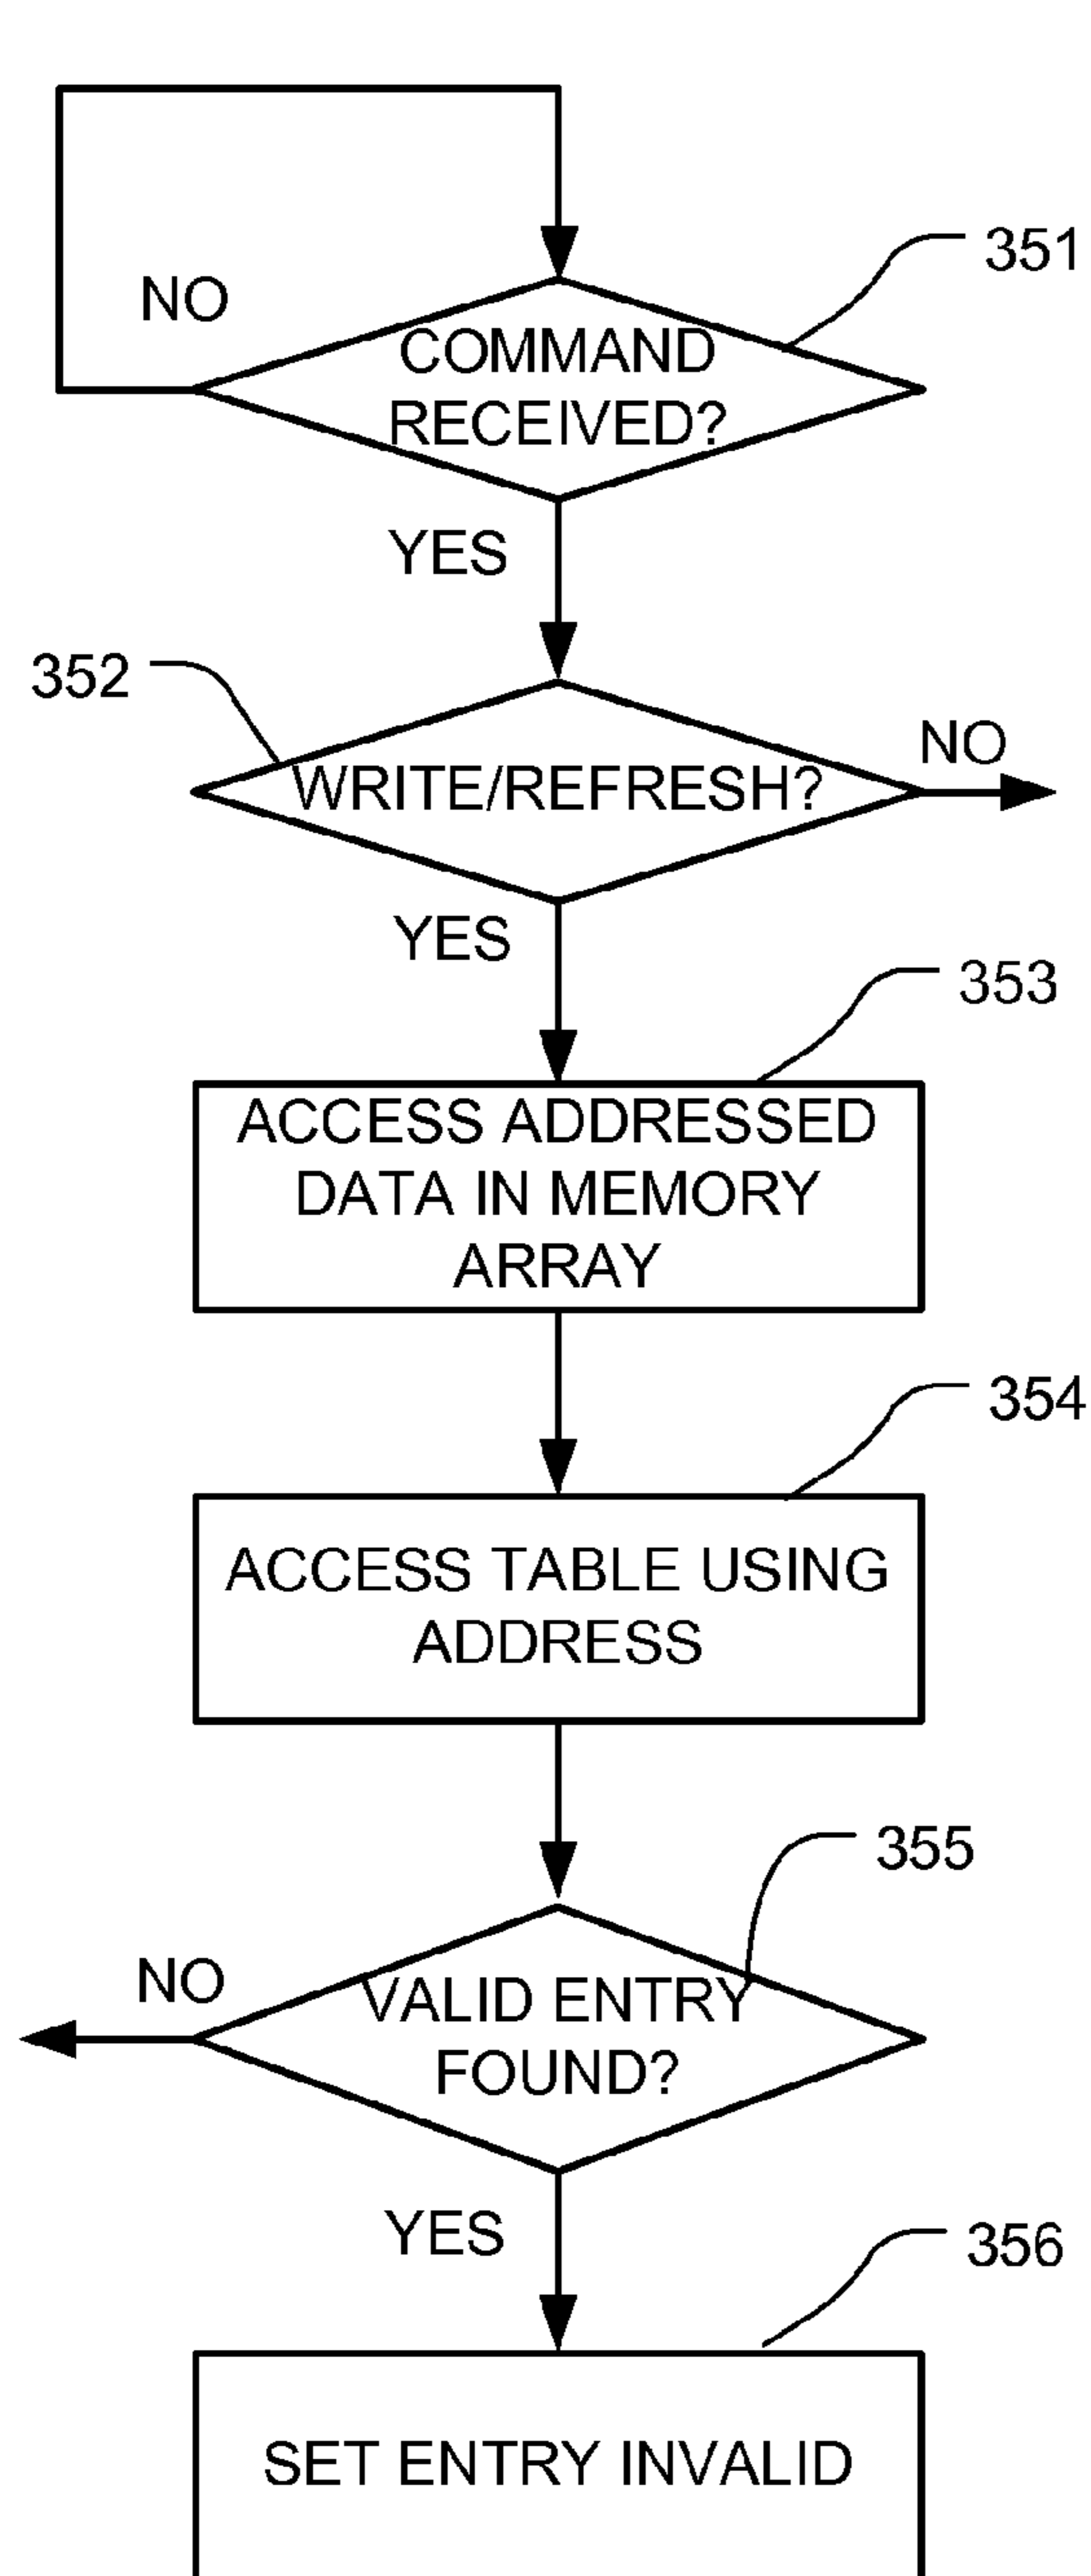 351
NO
COMMAND
RECEIVED?
YES
352
NO
WRITE/REFRESH?
YES
353
ACCESS ADDRESSED
DATA IN MEMORY
ARRAY
354
ACCESS TABLE USING
ADDRESS
355
NO
VALID ENTRY
FOUND?
YES
356
SET ENTRY INVALID